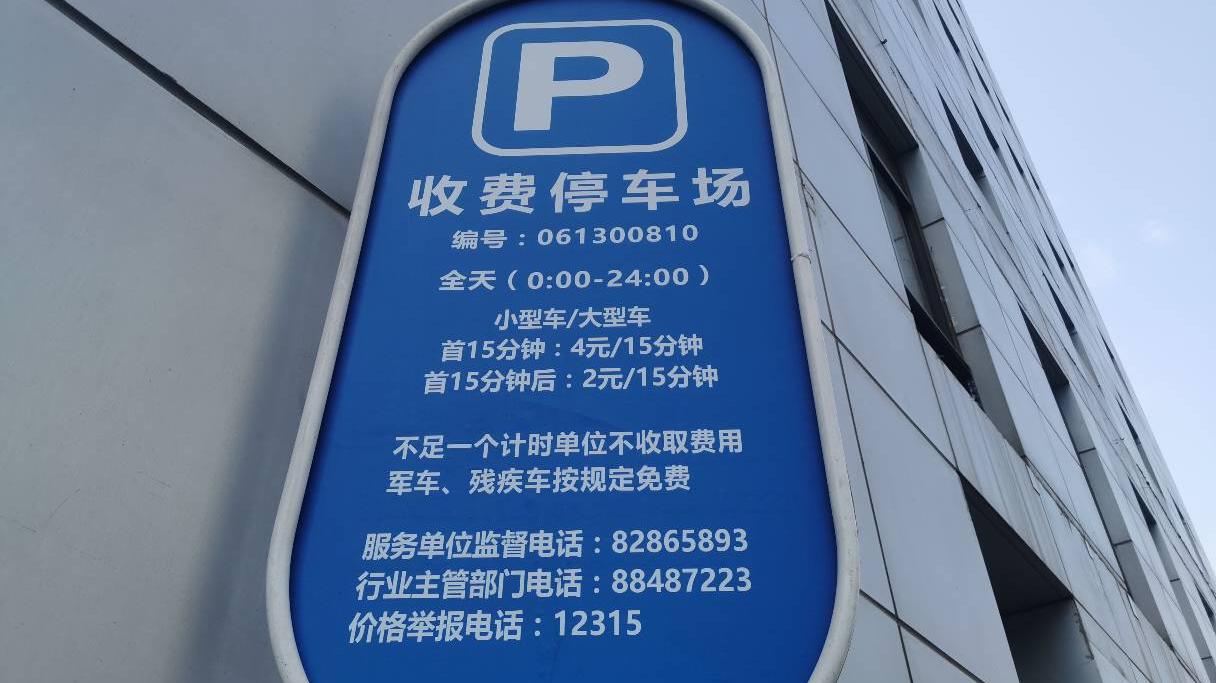 P
收费停车场
编号：061300810
全天（0:00-24:00）
小型车/大型车
首15分钟：4元/15分钟
首15分钟后：2元/15分钟
不足一个计时单位不收取费用
军车、残疾车按规定免费
服务单位监督电话：82865893
行业主管部门电话：88487223
价格举报电话：12315